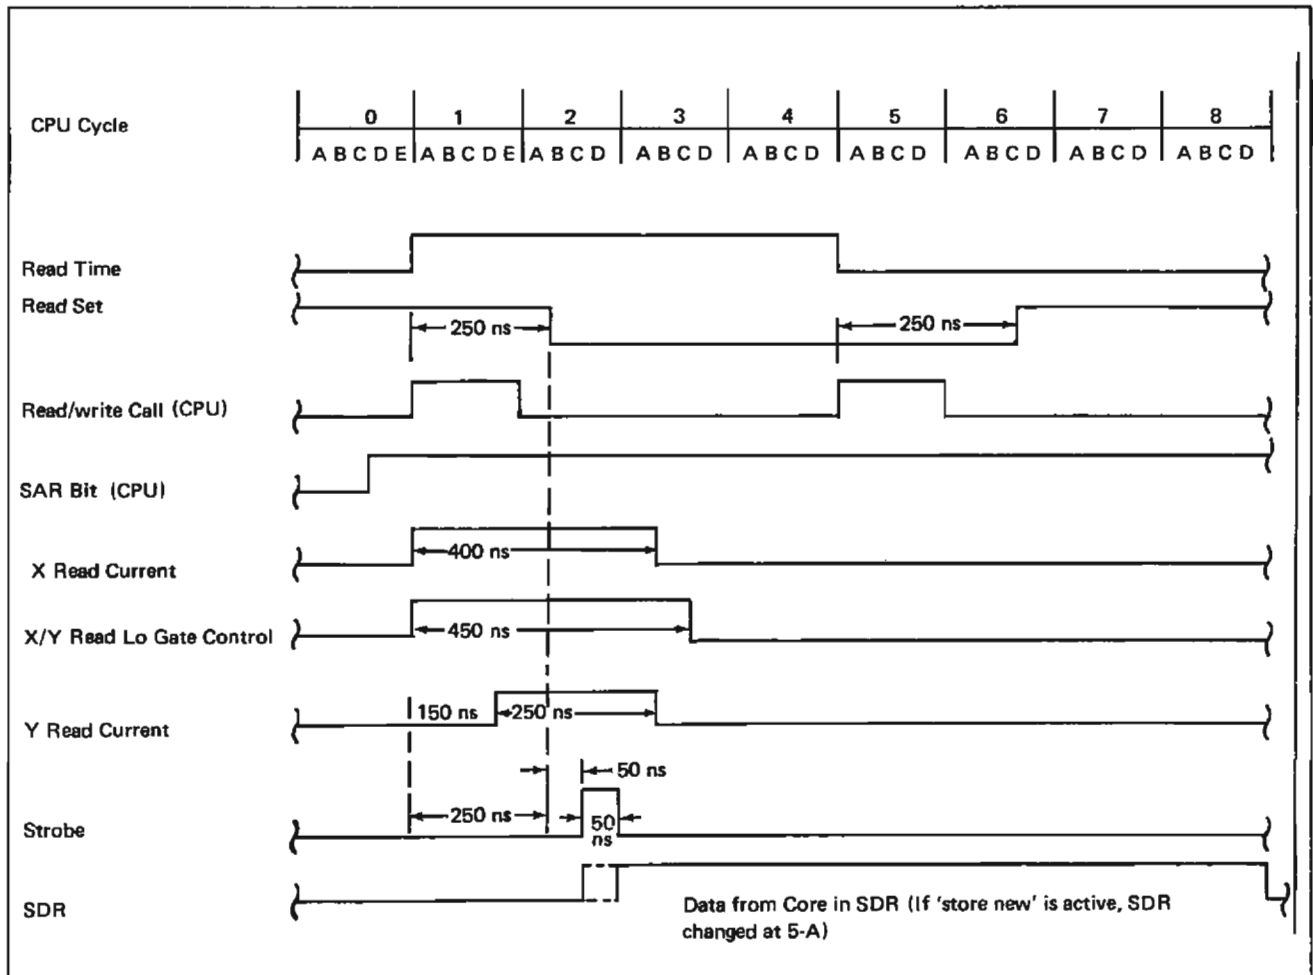 CPU Cycle
0 1 2 3 4 5 6 7 8
A B C D E A B C D E A B C D A B C D A B C D A B C D A B C D A B C D A B C D
Read Time
Read Set
250 ns 250 ns
Read/write Call (CPU)
SAR Bit (CPU)
400 ns
X Read Current
X/Y Read Lo Gate Control
450 ns
150 ns 250 ns
Y Read Current
50 ns
250 ns
Strobe
50
ns
SDR
Data from Core in SDR (If 'store new' is active, SDR
changed at 5-A)